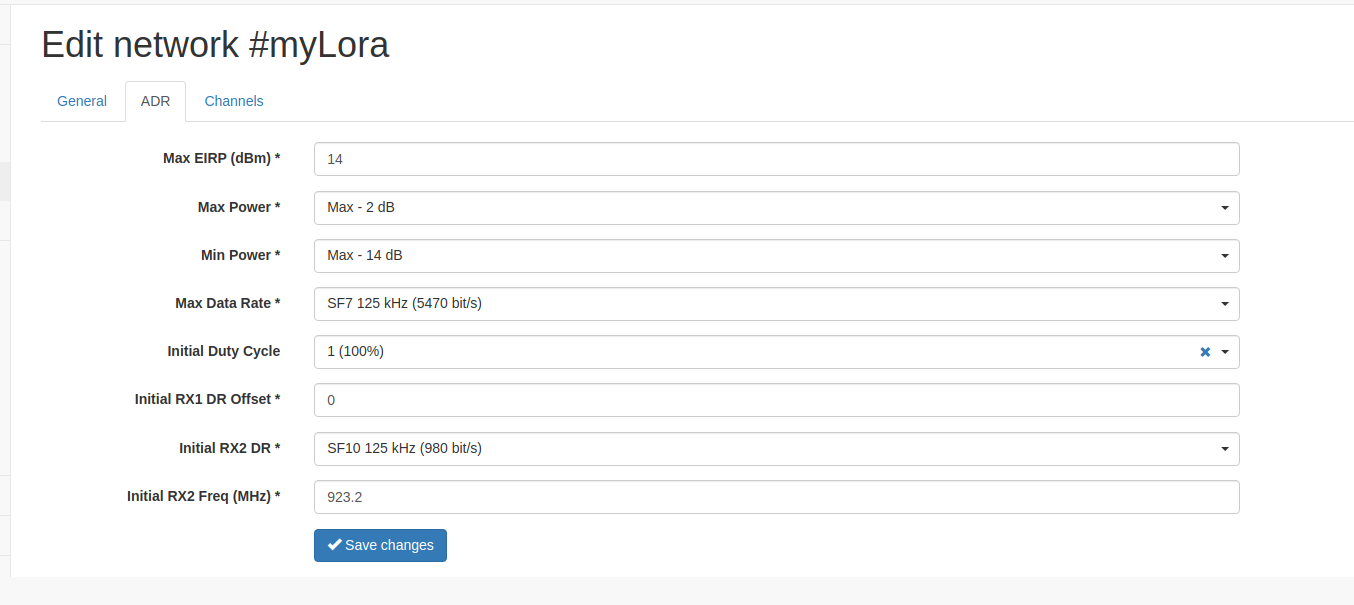 Edit network #myLora
General ADR Channels
Max EIRP (dBm) * 14
Max Power * Max - 2 dB
Min Power * Max - 14 dB
Max Data Rate * SF7 125 kHz (5470 bit/s)
Initial Duty Cycle 1 (100%)
Initial RX1 DR Offset * 0
Initial RX2 DR * SF10 125 kHz (980 bit/s)
Initial RX2 Freq (MHz) * 923.2
Save changes